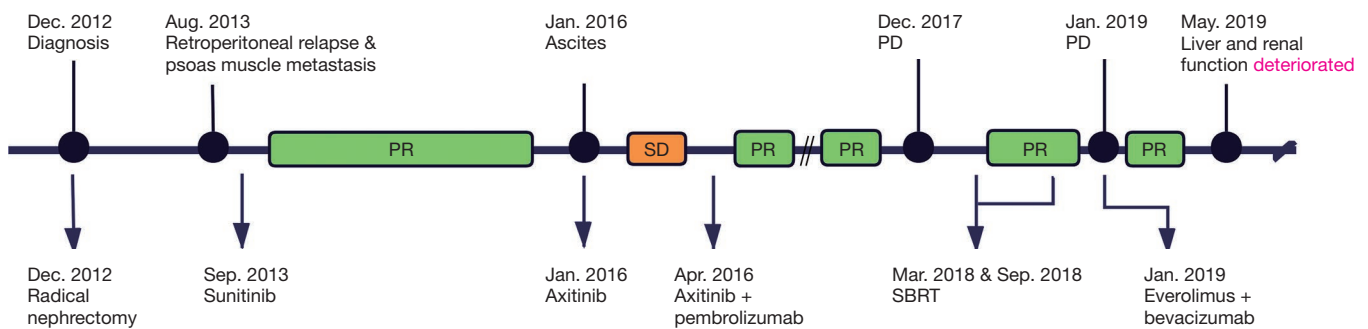 Dec. 2012
Diagnosis
Aug. 2013
Retroperitoneal relapse &
psoas muscle metastasis
Jan. 2016
Ascites
Dec. 2017
PD
Jan. 2019
PD
May. 2019
Liver and renal
function deteriorated
PR
SD
PR
//
PR
PR
PR
Dec. 2012
Radical
nephrectomy
Sep. 2013
Sunitinib
Jan. 2016
Axitinib
Apr. 2016
Axitinib +
pembrolizumab
Mar. 2018 & Sep. 2018
SBRT
Jan. 2019
Everolimus +
bevacizumab